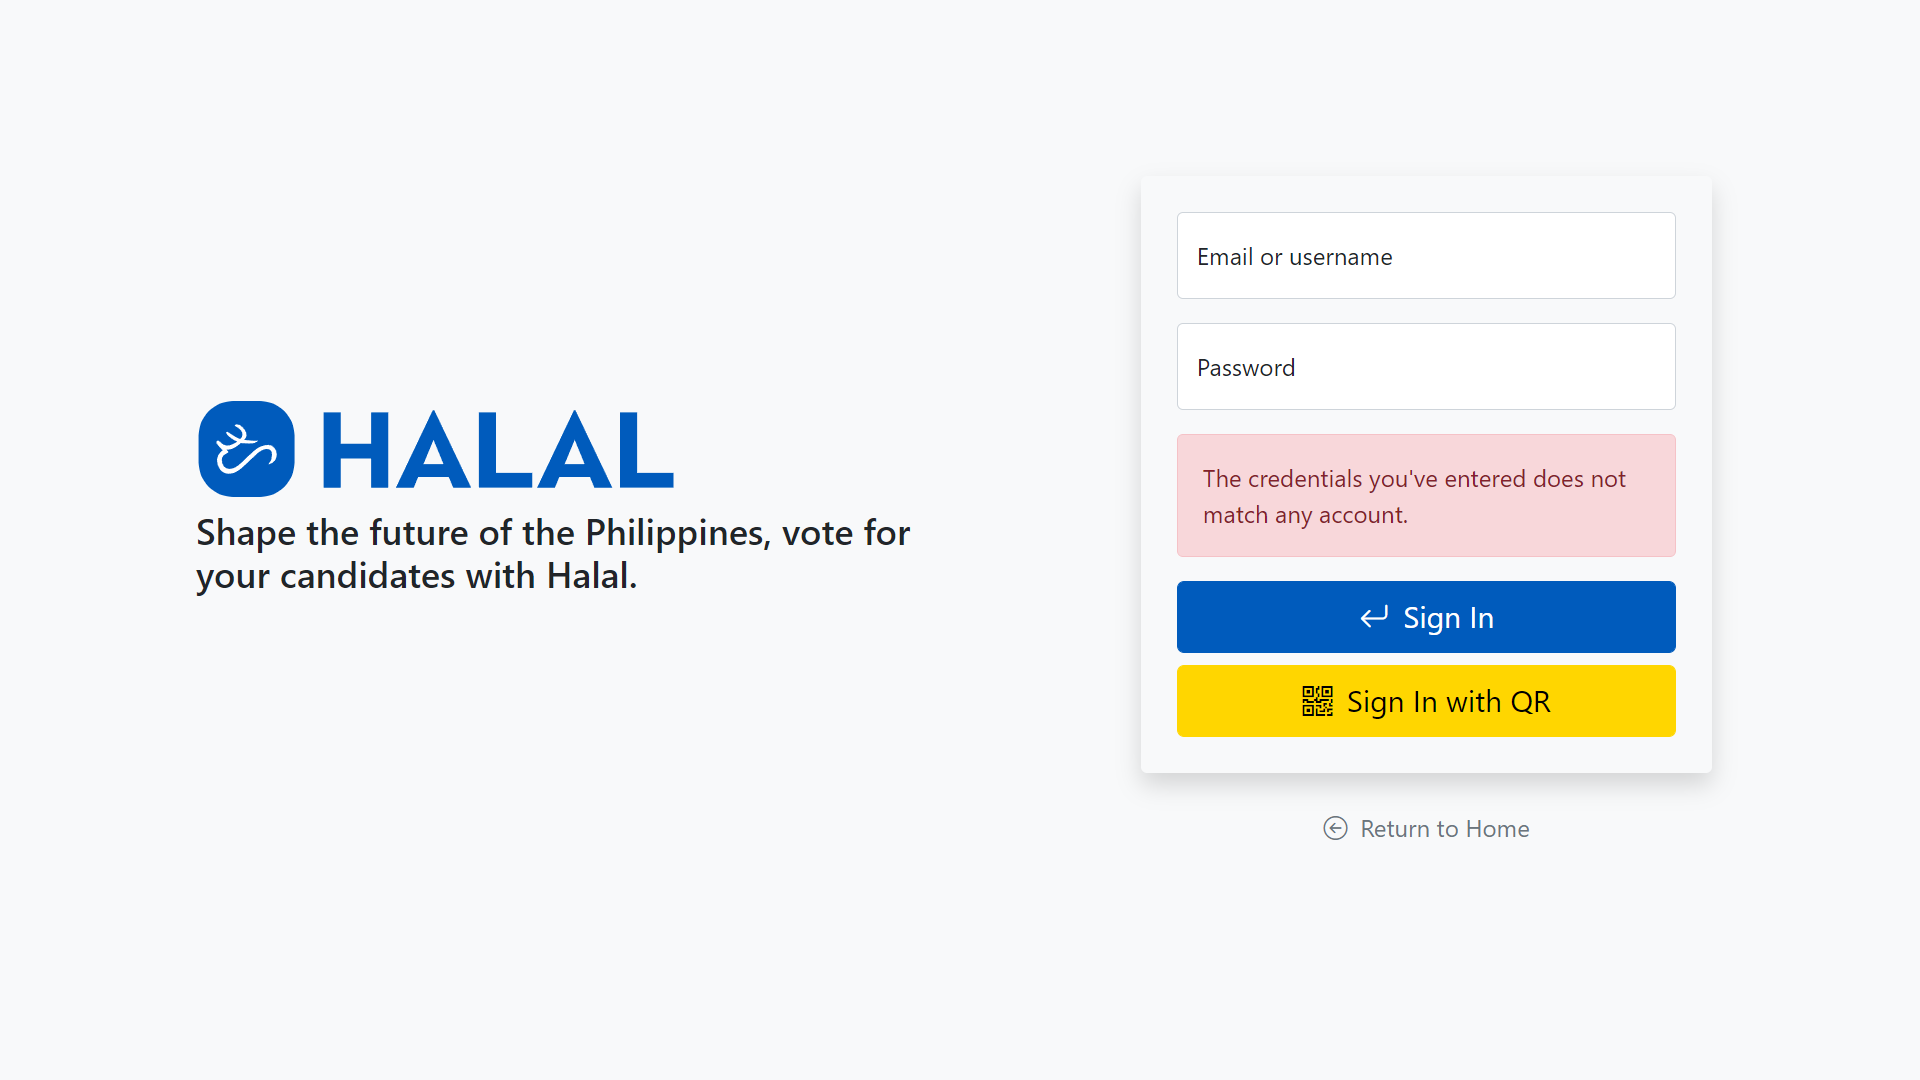 HALAL
Shape the future of the Philippines, vote for
your candidates with Halal.
Email or username
Password
The credentials you've entered does not
match any account.
Sign In
Sign In with QR
Return to Home